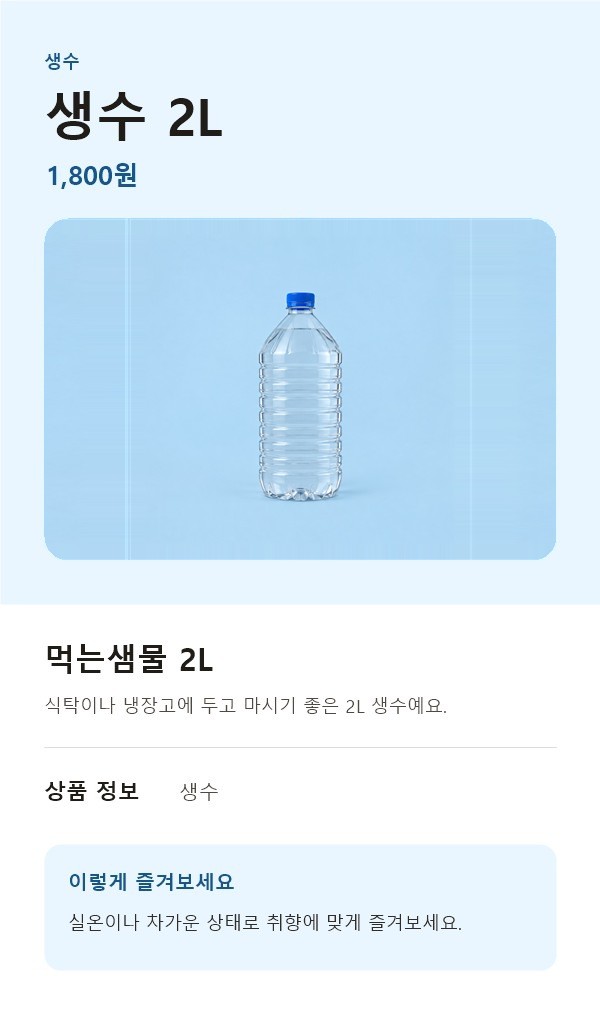 생수
생수 2L
1,800원
먹는샘물 2L
식탁이나 냉장고에 두고 마시기 좋은 2L 생수예요.
상품 정보 생수
이렇게 즐겨보세요
실온이나 차가운 상태로 취향에 맞게 즐겨보세요.